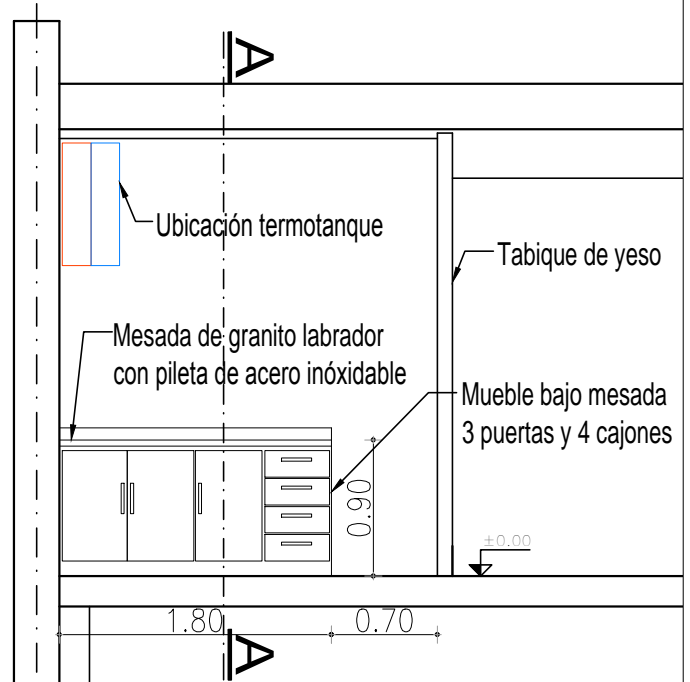 A
Ubicación termotanque
Tabique de yeso
Mesada de granito labrador
con pileta de acero inóxidable
Mueble bajo mesada
3 puertas y 4 cajones
0.90
±0.00
1.80
0.70
A